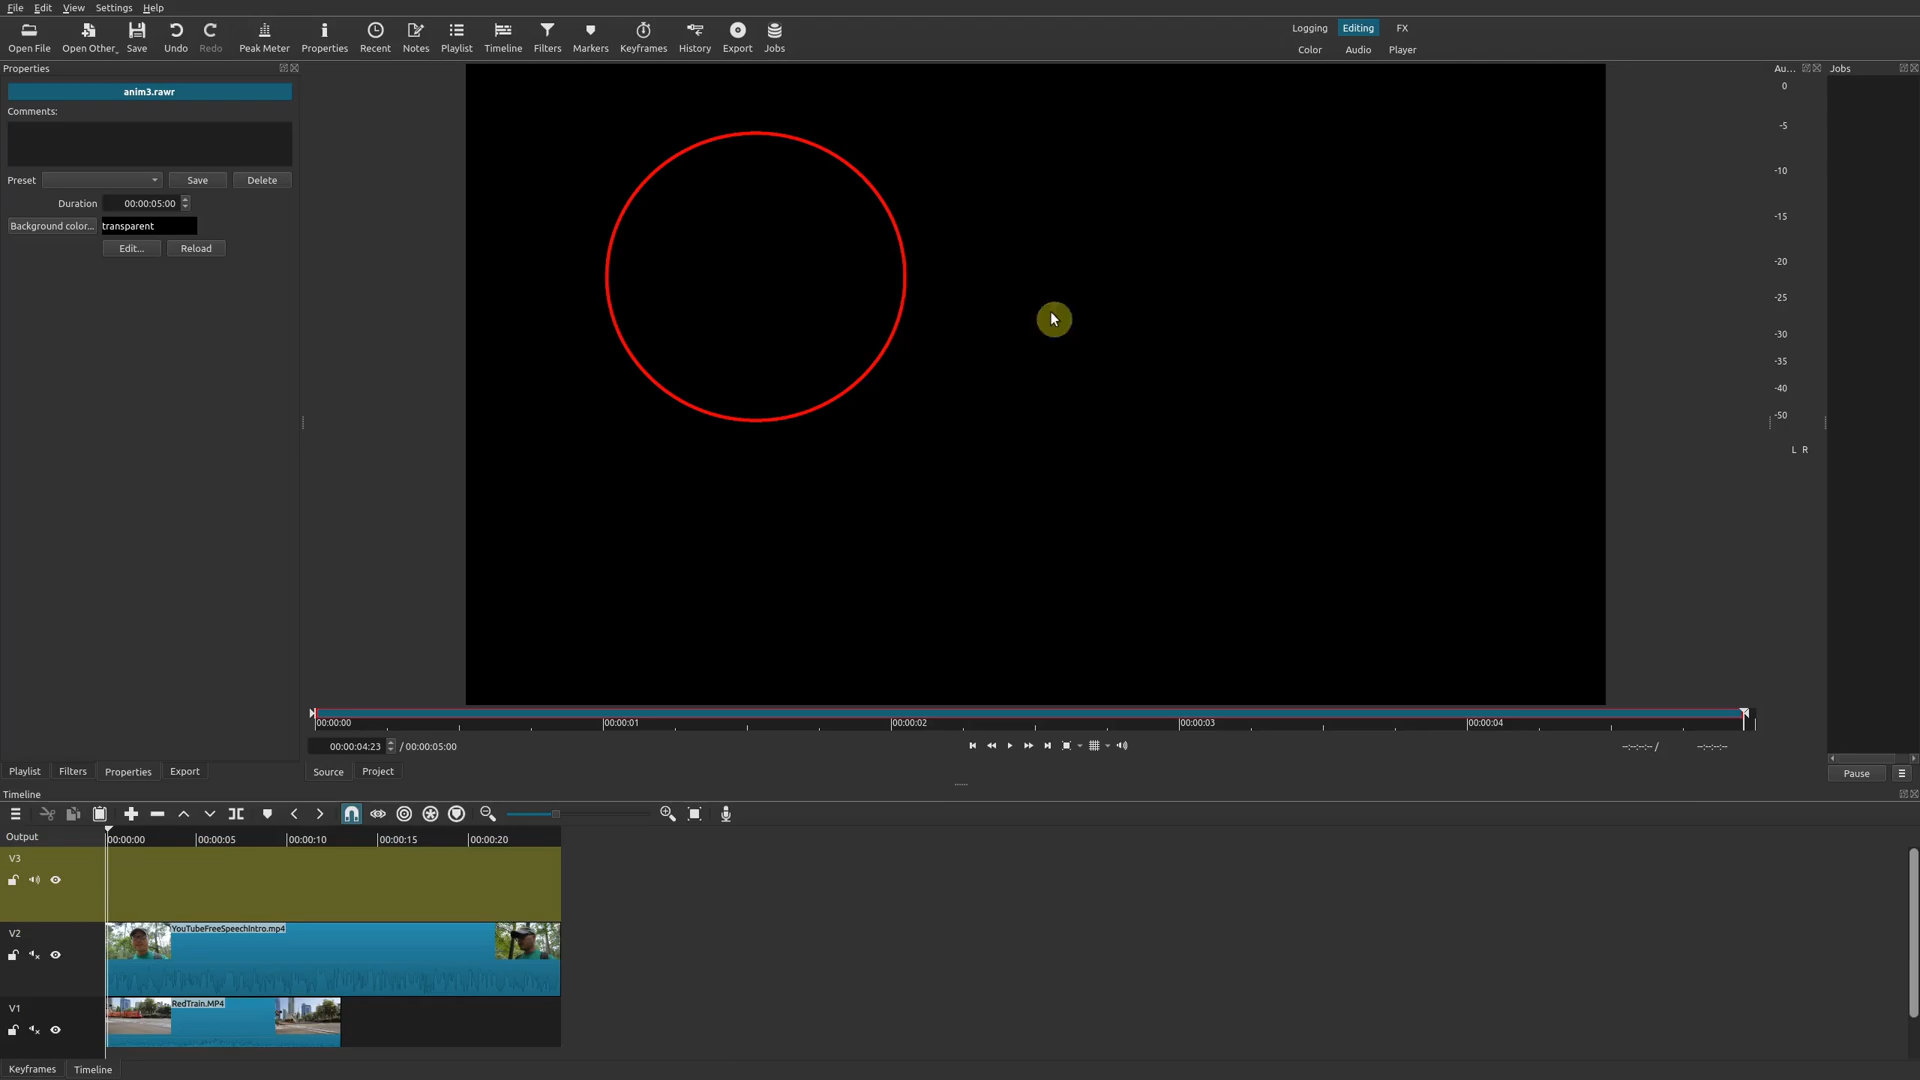 File Edit View Settings Help
Open File Open Other Save Undo Redo Peak Meter Properties Recent Notes Playlist Timeline Filters Markers Keyframes History Export Jobs
Logging Editing FX
Color Audio Player
Properties
Au... Jobs
anim3.rawr
Comments:
Preset Save Delete
Duration 00:00:05:00
Background color... transparent
Edit... Reload
0
-5
-10
-15
-20
-25
-30
-35
-40
-50
L R
00:00:00 00:00:01 00:00:02 00:00:03 00:00:04
00:00:04:23 / 00:00:05:00 --:--:--:-- / --:--:--:--
Playlist Filters Properties Export
Source Project
Pause
Timeline
Output 00:00:00 00:00:05 00:00:10 00:00:15 00:00:20
V3
V2 YouTubeFreeSpeechIntro.mp4
V1 RedTrain.MP4
Keyframes Timeline